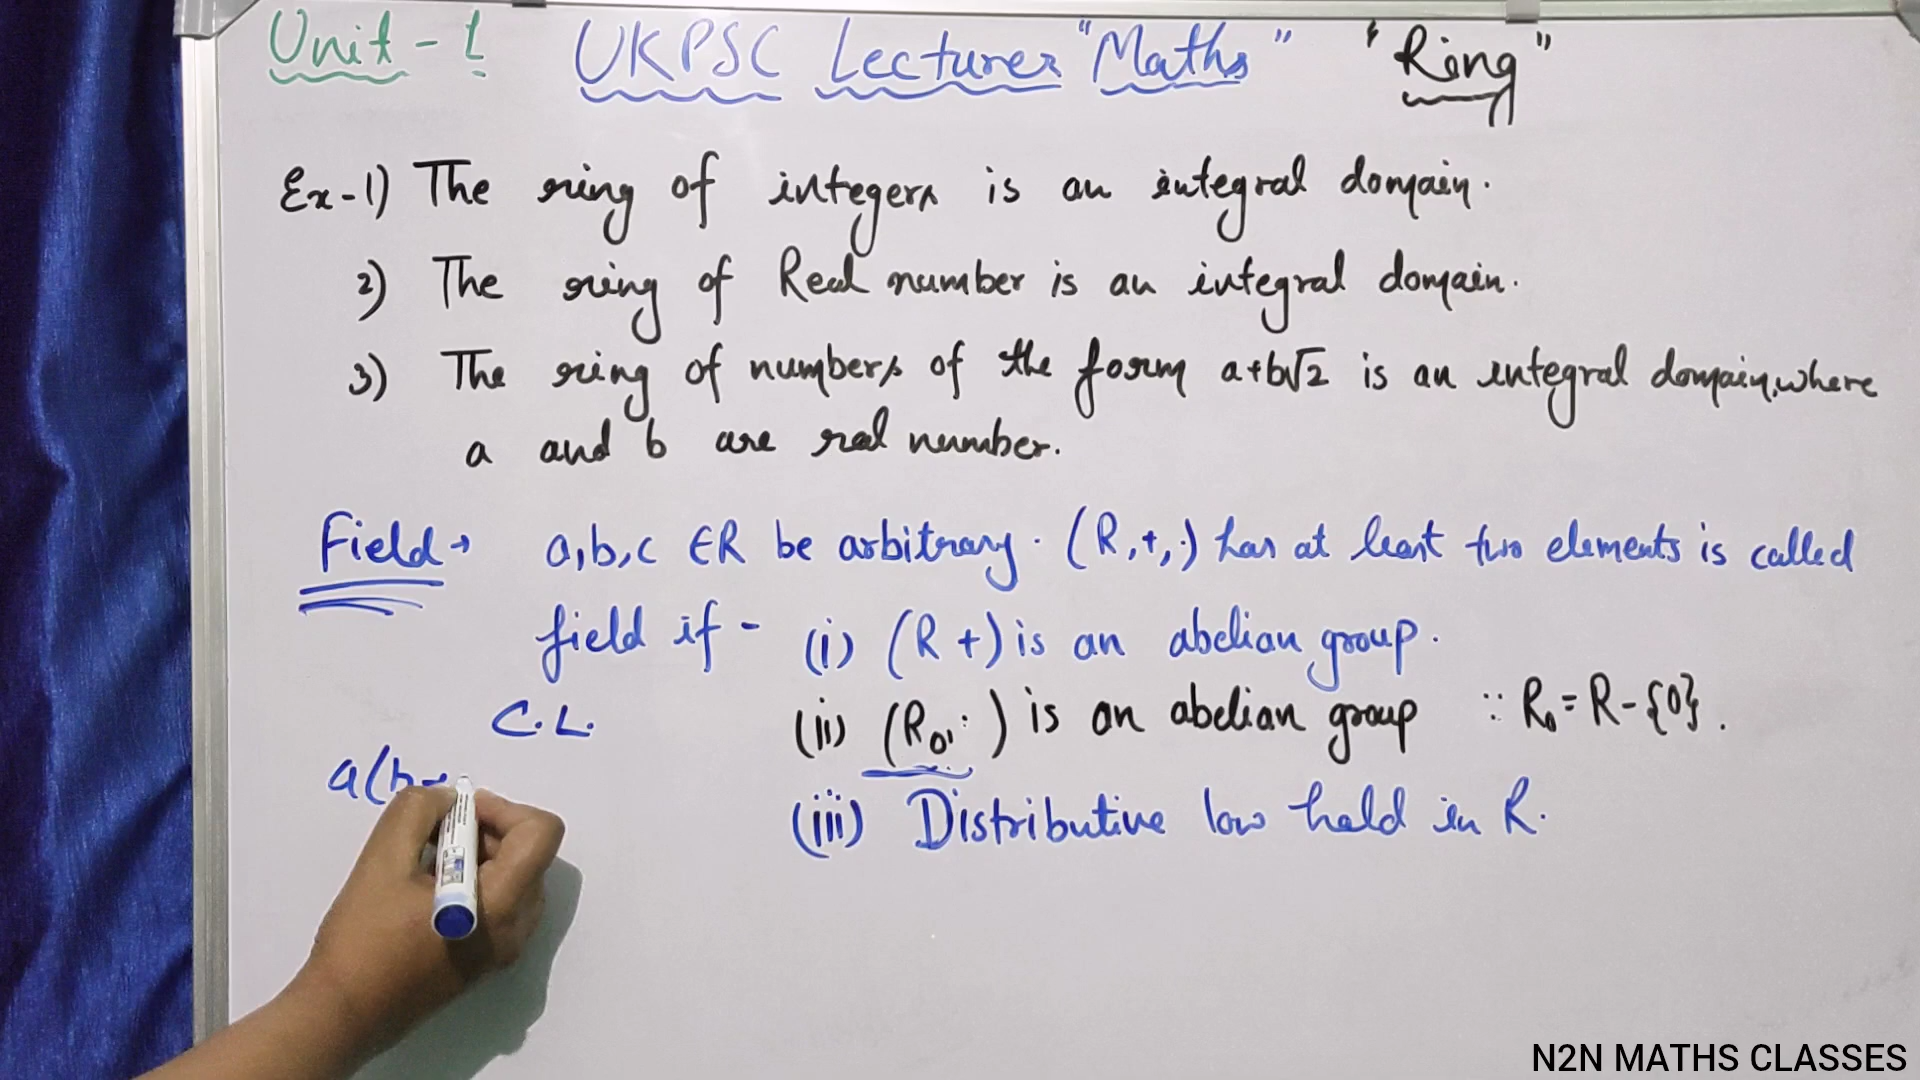 Unit - 1 UKPSC Lecturer "Maths" "Ring"
Ex-1) The ring of integers is an integral domain.
2) The ring of Real number is an integral domain.
3) The ring of numbers of the form a+b√2 is an integral domain, where
a and b are real number.
Field → a,b,c ∈R be arbitrary. (R,+,·) has at least two elements is called
field if - (i) (R +) is an abelian group.
C.L. (ii) (R₀, ·) is an abelian group ∵ R₀ = R-{0}.
a(b+
(iii) Distributive law hold in R.
N2N MATHS CLASSES